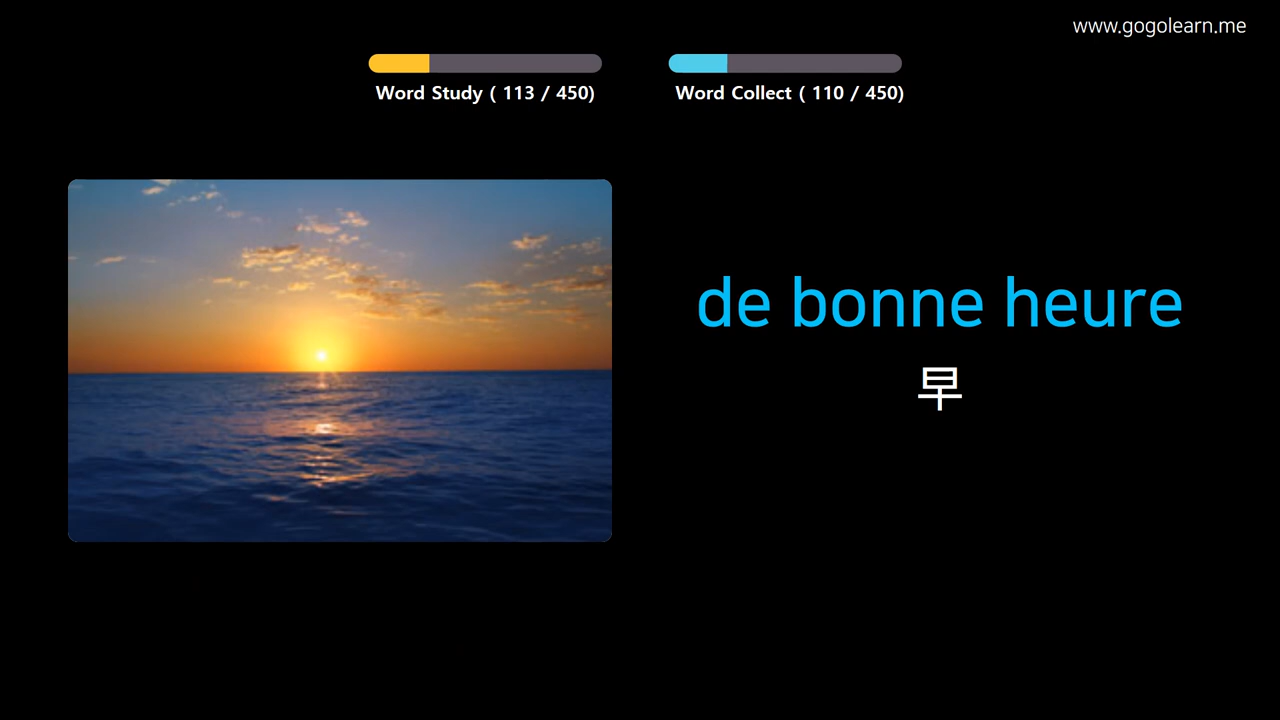 www.gogolearn.me
Word Study ( 113 / 450)
Word Collect ( 110 / 450)
de bonne heure
早